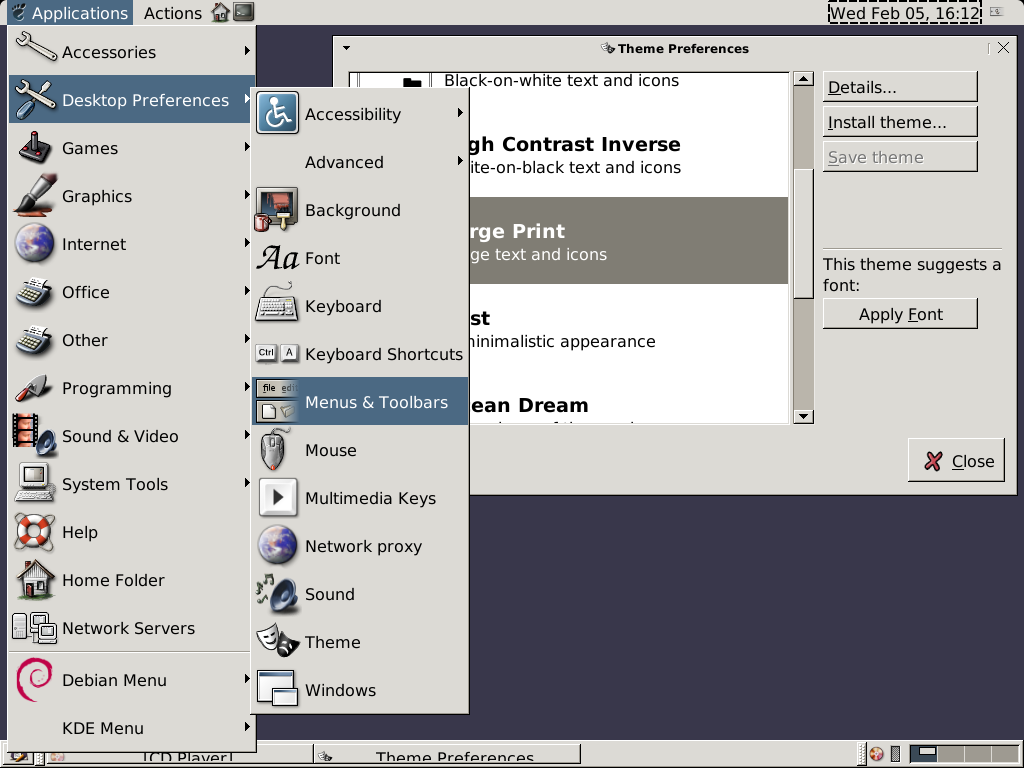 Applications Actions Wed Feb 05, 16:12
Accessories
Desktop Preferences
Games
Graphics
Internet
Office
Other
Programming
Sound & Video
System Tools
Help
Home Folder
Network Servers
Debian Menu
KDE Menu
Accessibility
Advanced
Background
Aa Font
Keyboard
Ctrl A Keyboard Shortcuts
file edi
Menus & Toolbars
Mouse
Multimedia Keys
Network proxy
Sound
Theme
Windows
Theme Preferences
Black-on-white text and icons
gh Contrast Inverse
ite-on-black text and icons
rge Print
ge text and icons
st
inimalistic appearance
ean Dream
Details...
Install theme...
Save theme
This theme suggests a
font:
Apply Font
Close
[CD Player]
Theme Preferences